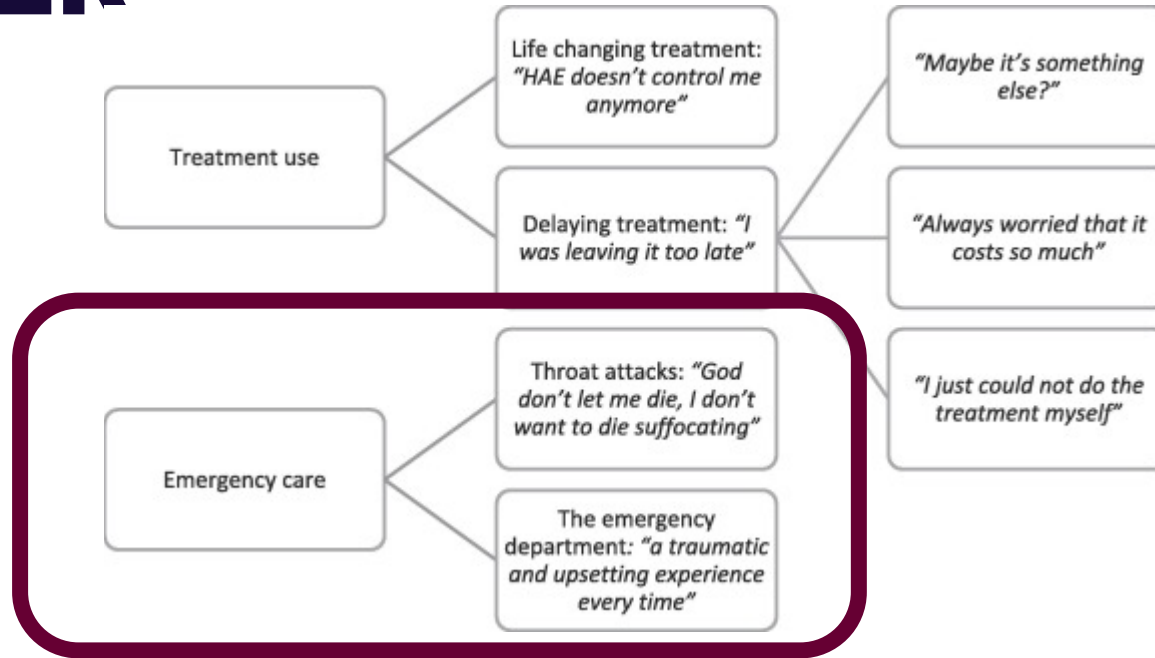 Treatment use
Life changing treatment:
“HAE doesn’t control me
anymore”
Delaying treatment: “I
was leaving it too late”
“Maybe it’s something
else?”
“Always worried that it
costs so much”
“I just could not do the
treatment myself”
Emergency care
Throat attacks: “God
don’t let me die, I don’t
want to die suffocating”
The emergency
department: “a traumatic
and upsetting experience
every time”